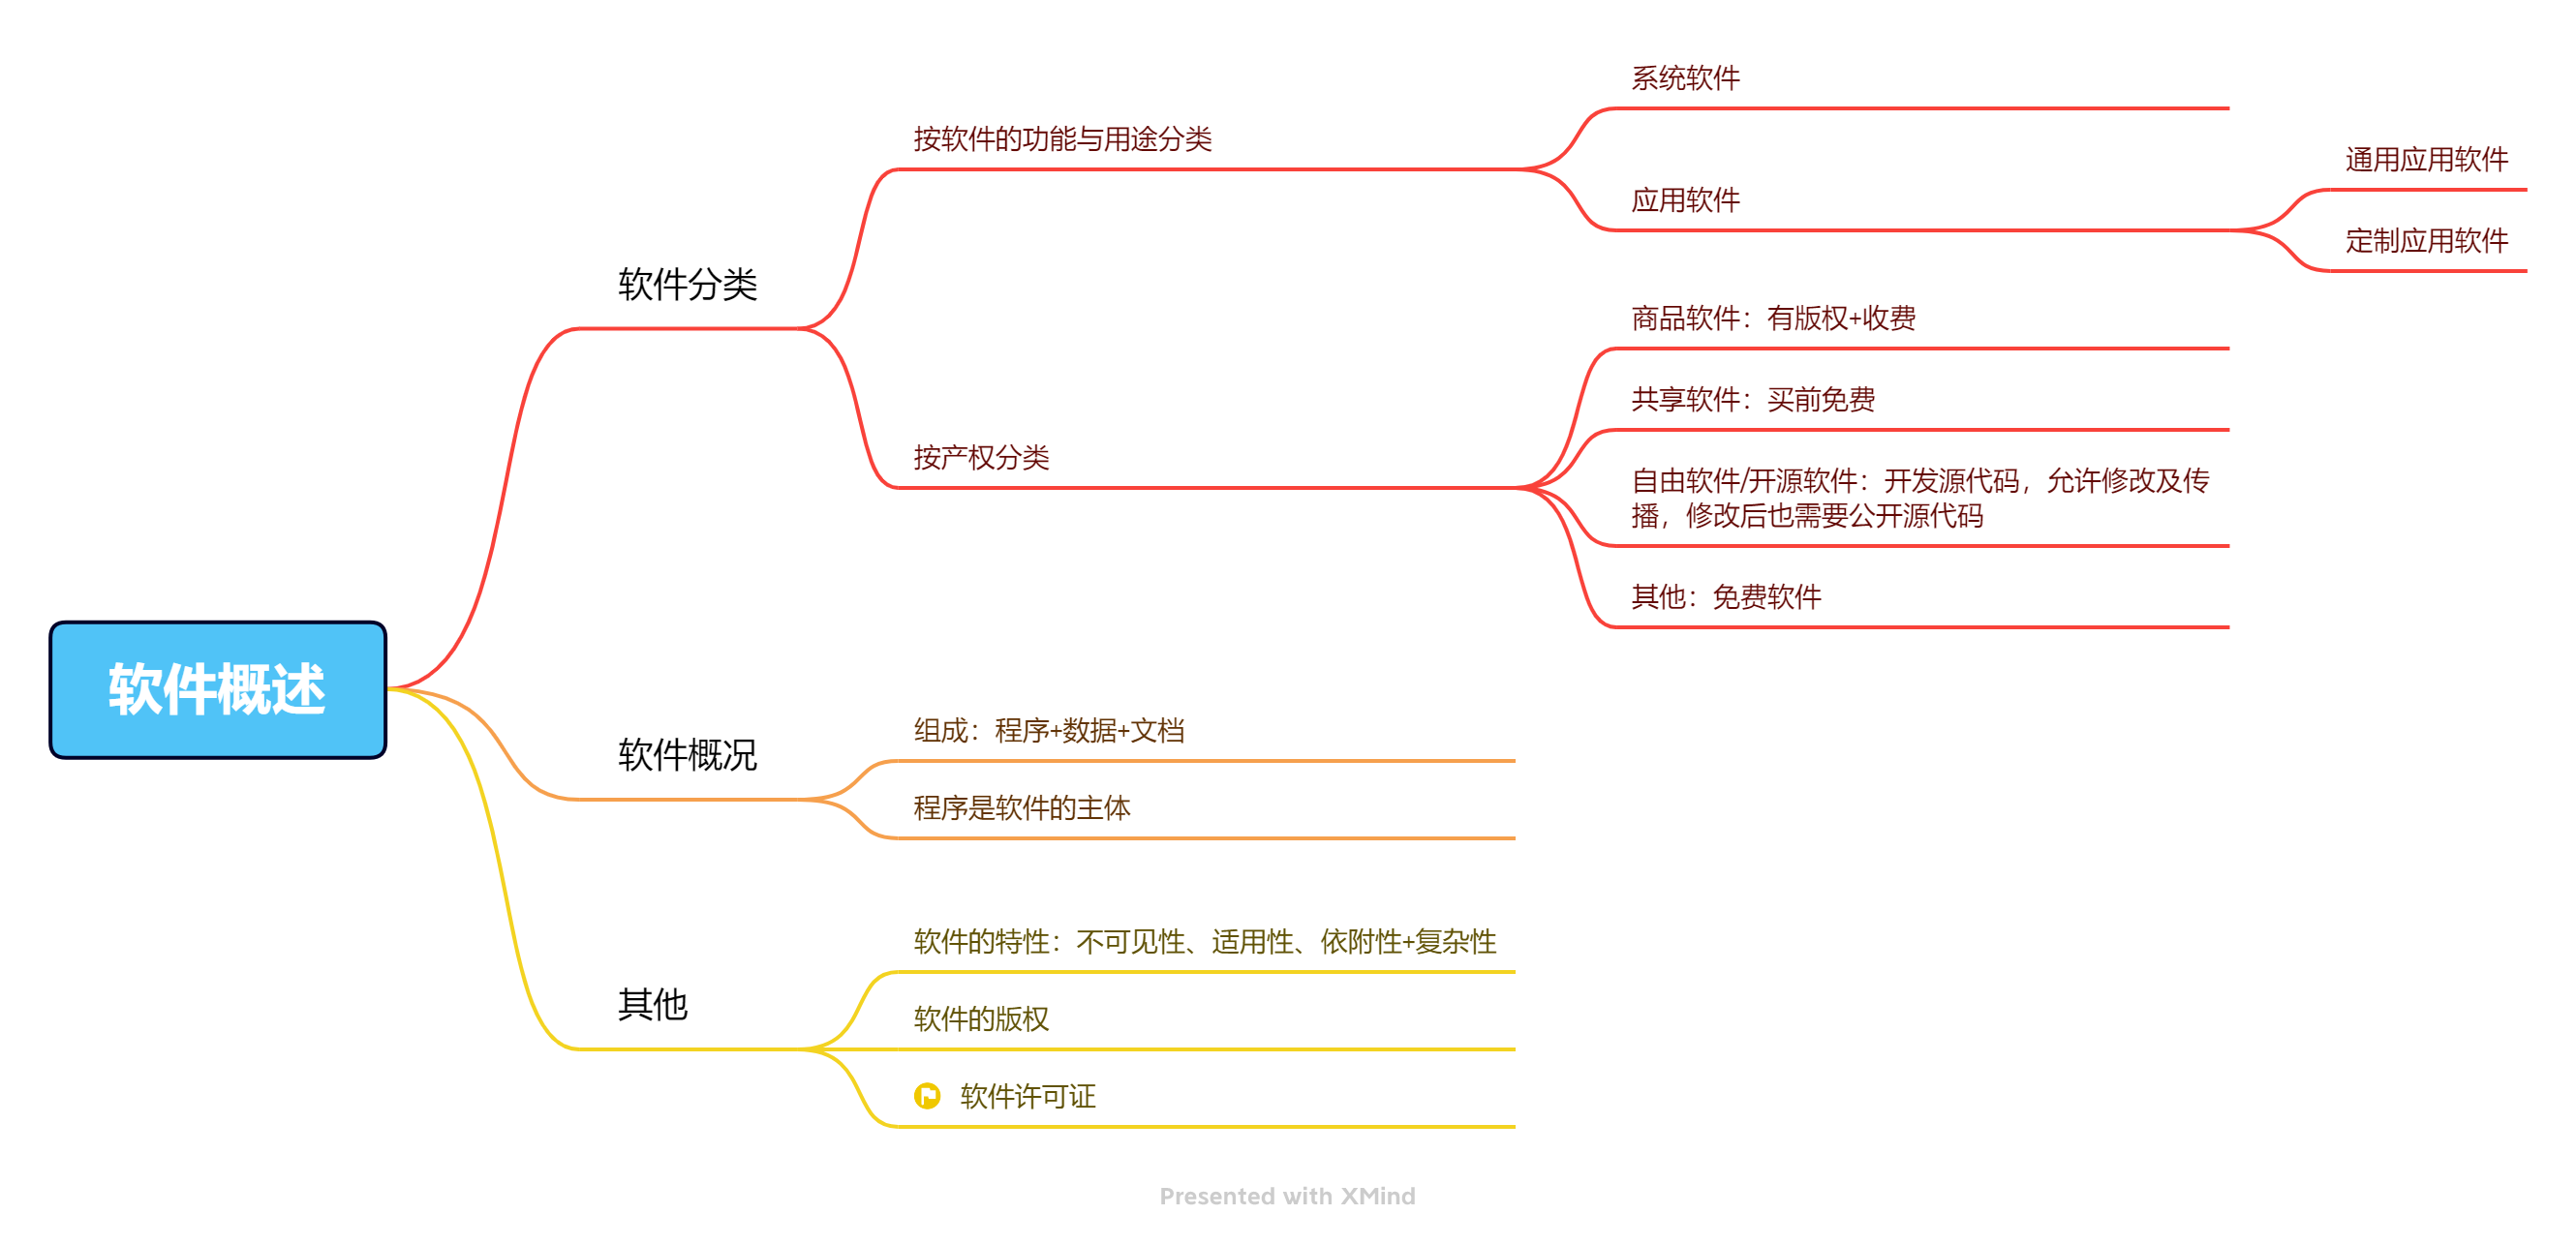 软件概述
软件分类
按软件的功能与用途分类
系统软件
应用软件
通用应用软件
定制应用软件
按产权分类
商品软件：有版权+收费
共享软件：买前免费
自由软件/开源软件：开发源代码，允许修改及传
播，修改后也需要公开源代码
其他：免费软件
软件概况
组成：程序+数据+文档
程序是软件的主体
其他
软件的特性：不可见性、适用性、依附性+复杂性
软件的版权
软件许可证
Presented with XMind